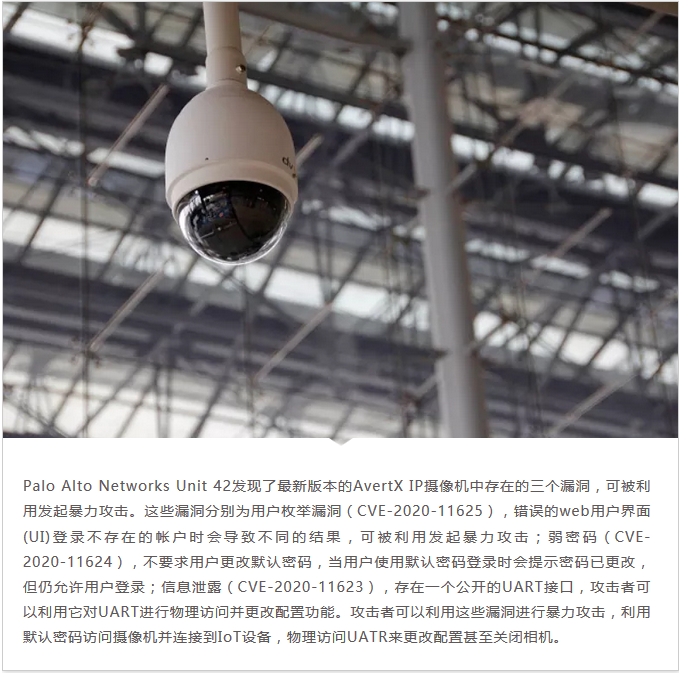 Palo Alto Networks Unit 42发现了最新版本的AvertX IP摄像机中存在的三个漏洞，可被利
用发起暴力攻击。这些漏洞分别为用户枚举漏洞（CVE-2020-11625），错误的web用户界面
(UI)登录不存在的帐户时会导致不同的结果，可被利用发起暴力攻击；弱密码（CVE-
2020-11624），不要求用户更改默认密码，当用户使用默认密码登录时会提示密码已更改，
但仍允许用户登录；信息泄露（CVE-2020-11623），存在一个公开的UART接口，攻击者可
以利用它对UART进行物理访问并更改配置功能。攻击者可以利用这些漏洞进行暴力攻击，利用
默认密码访问摄像机并连接到IoT设备，物理访问UATR来更改配置甚至关闭相机。